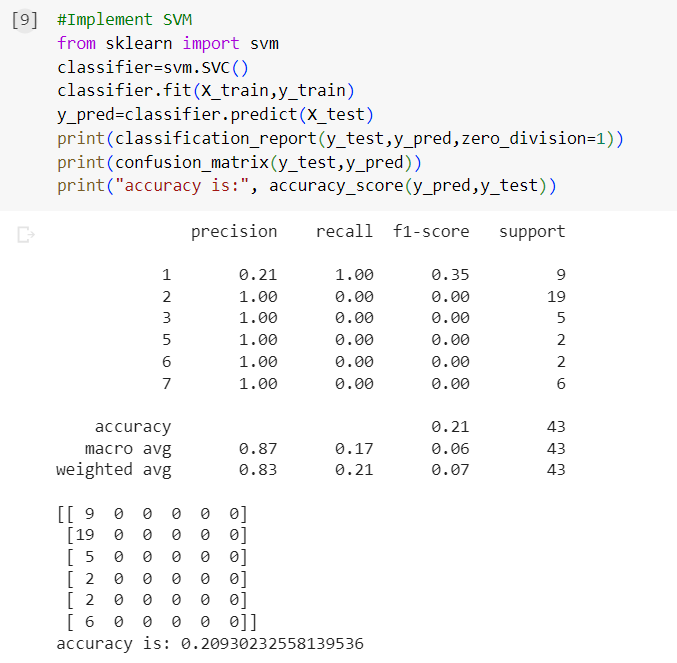 [9] #Implement SVM
from sklearn import svm
classifier=svm.SVC()
classifier.fit(X_train,y_train)
y_pred=classifier.predict(X_test)
print(classification_report(y_test,y_pred,zero_division=1))
print(confusion_matrix(y_test,y_pred))
print("accuracy is:", accuracy_score(y_pred,y_test))
precision recall f1-score support
1 0.21 1.00 0.35 9
2 1.00 0.00 0.00 19
3 1.00 0.00 0.00 5
5 1.00 0.00 0.00 2
6 1.00 0.00 0.00 2
7 1.00 0.00 0.00 6
accuracy 0.21 43
macro avg 0.87 0.17 0.06 43
weighted avg 0.83 0.21 0.07 43
[[ 9 0 0 0 0 0]
[19 0 0 0 0 0]
[ 5 0 0 0 0 0]
[ 2 0 0 0 0 0]
[ 2 0 0 0 0 0]
[ 6 0 0 0 0 0]]
accuracy is: 0.20930232558139536